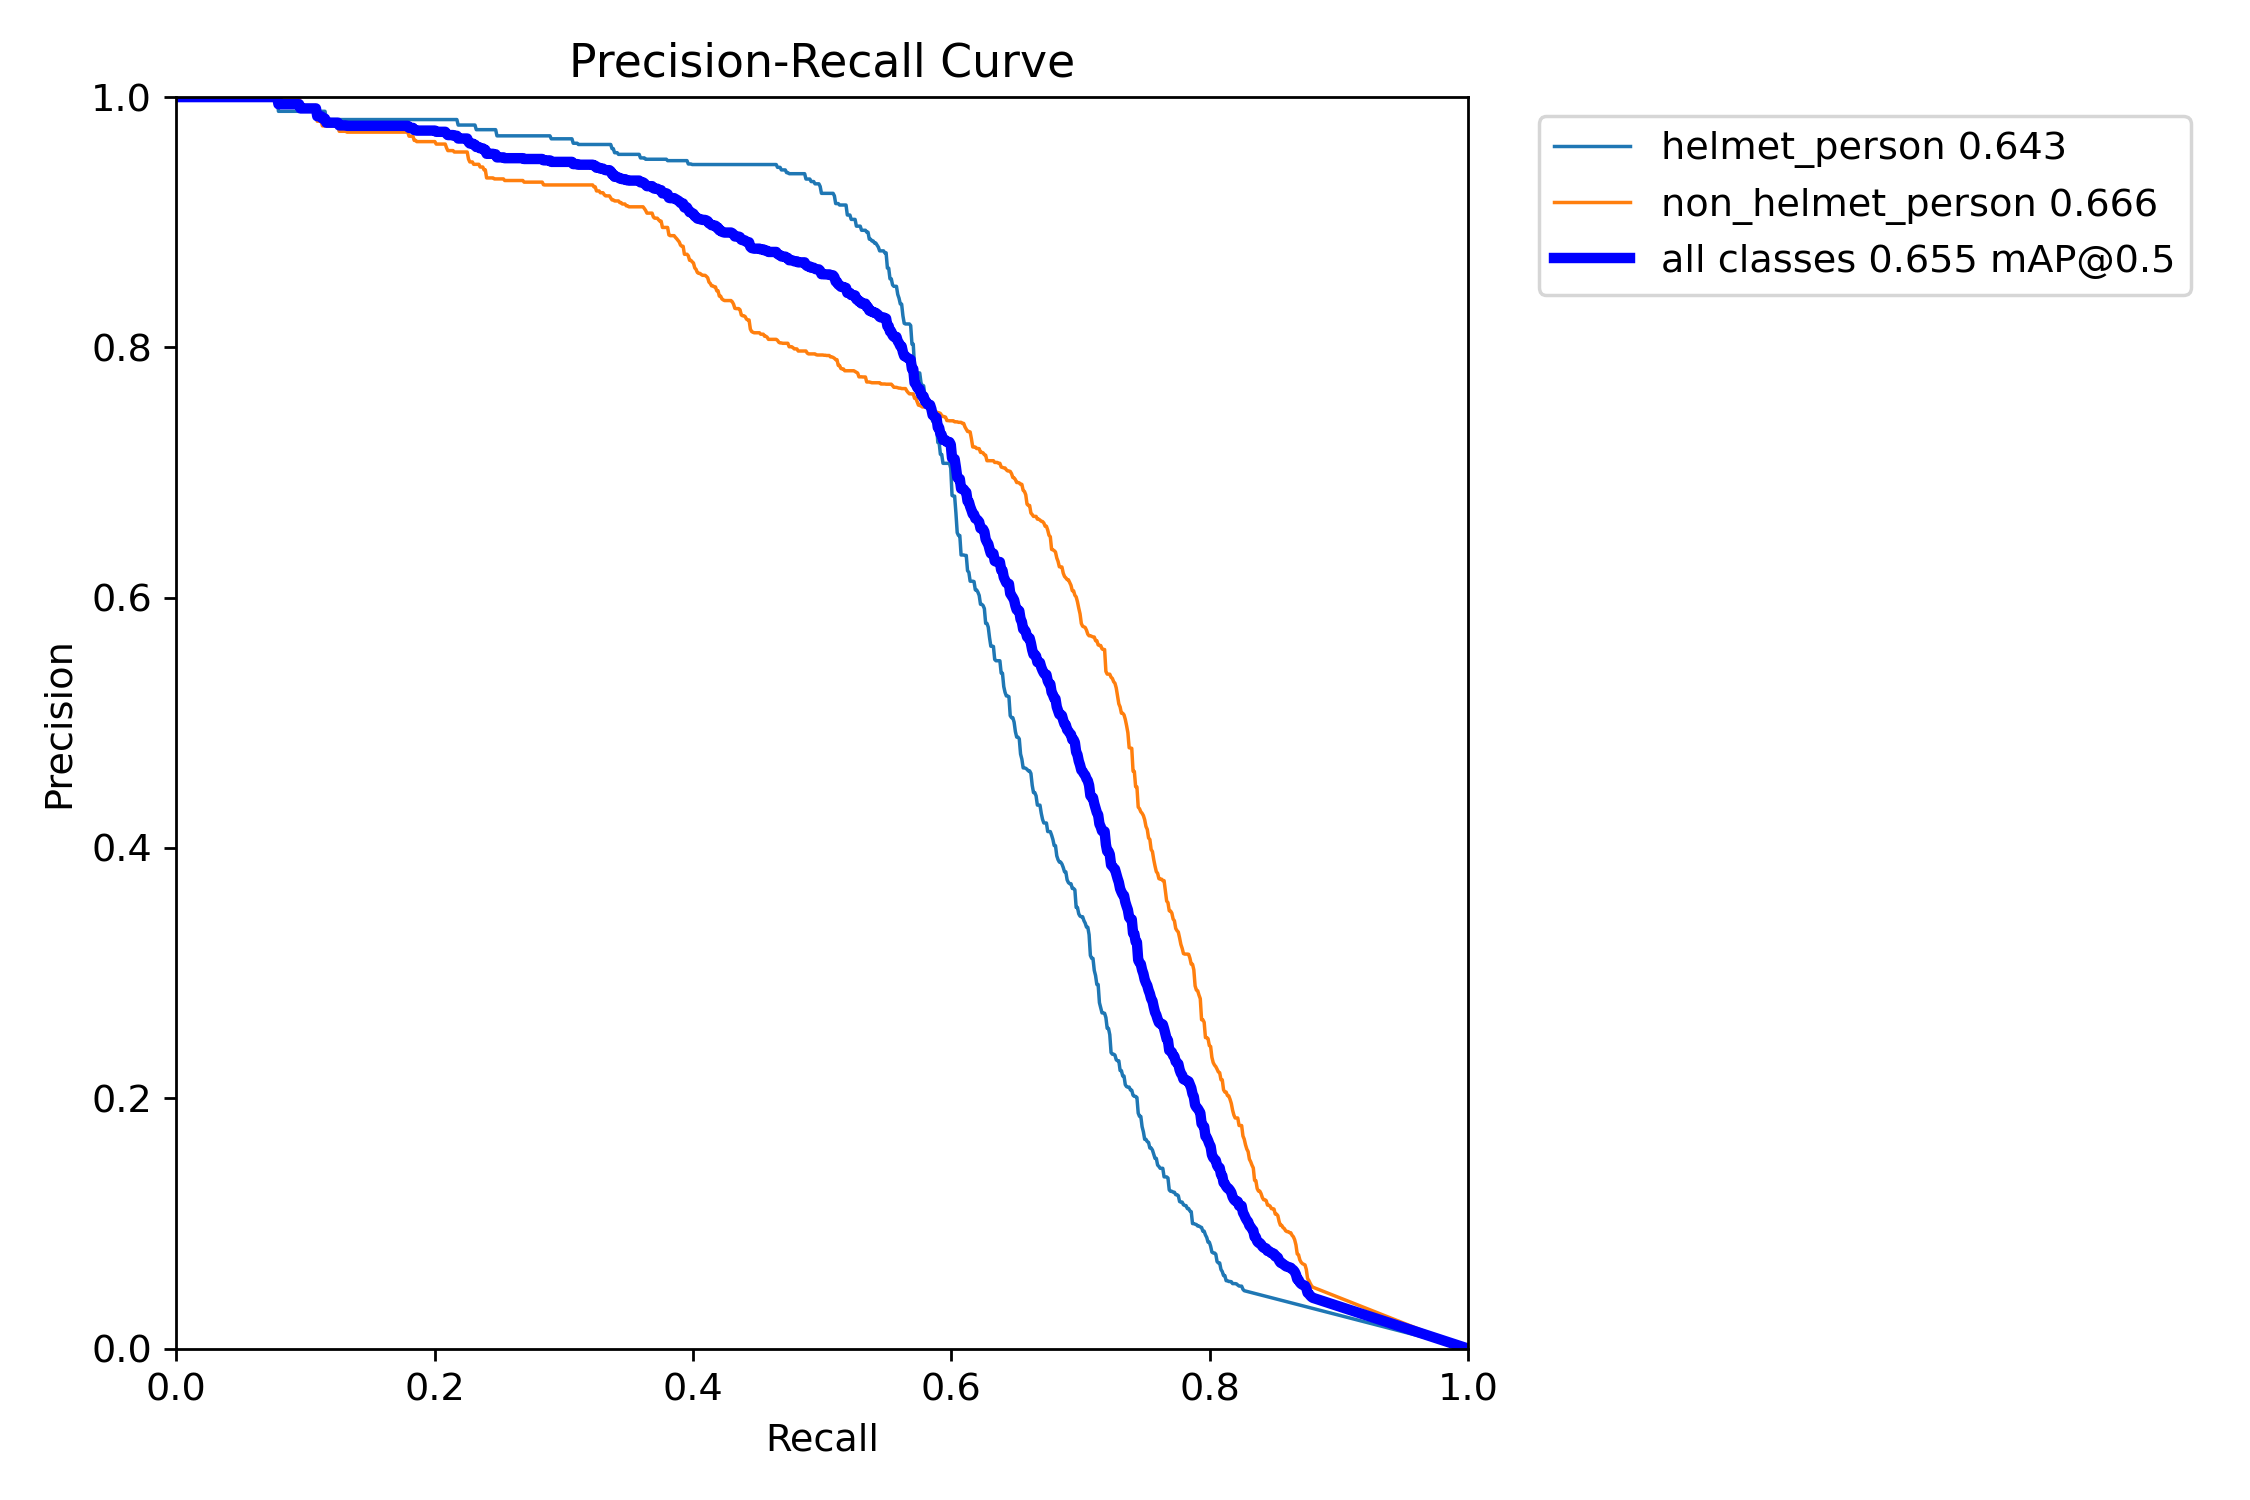 Precision-Recall Curve
1.0
0.8
0.6
0.4
0.2
0.0
Precision
0.0 0.2 0.4 0.6 0.8 1.0
Recall
helmet_person 0.643
non_helmet_person 0.666
all classes 0.655 mAP@0.5